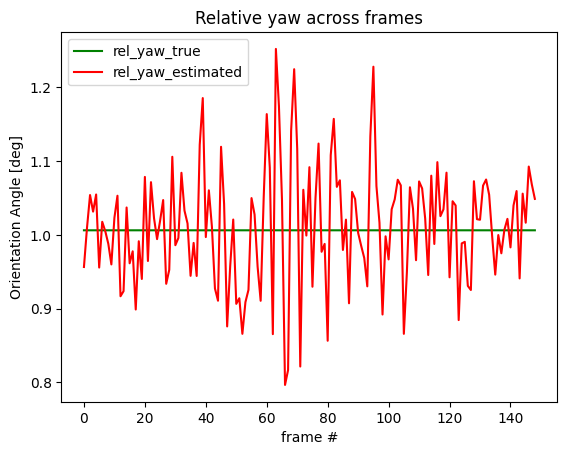 Relative yaw across frames
rel_yaw_true
rel_yaw_estimated
Orientation Angle [deg]
1.2
1.1
1.0
0.9
0.8
0
20
40
60
80
100
120
140
frame #